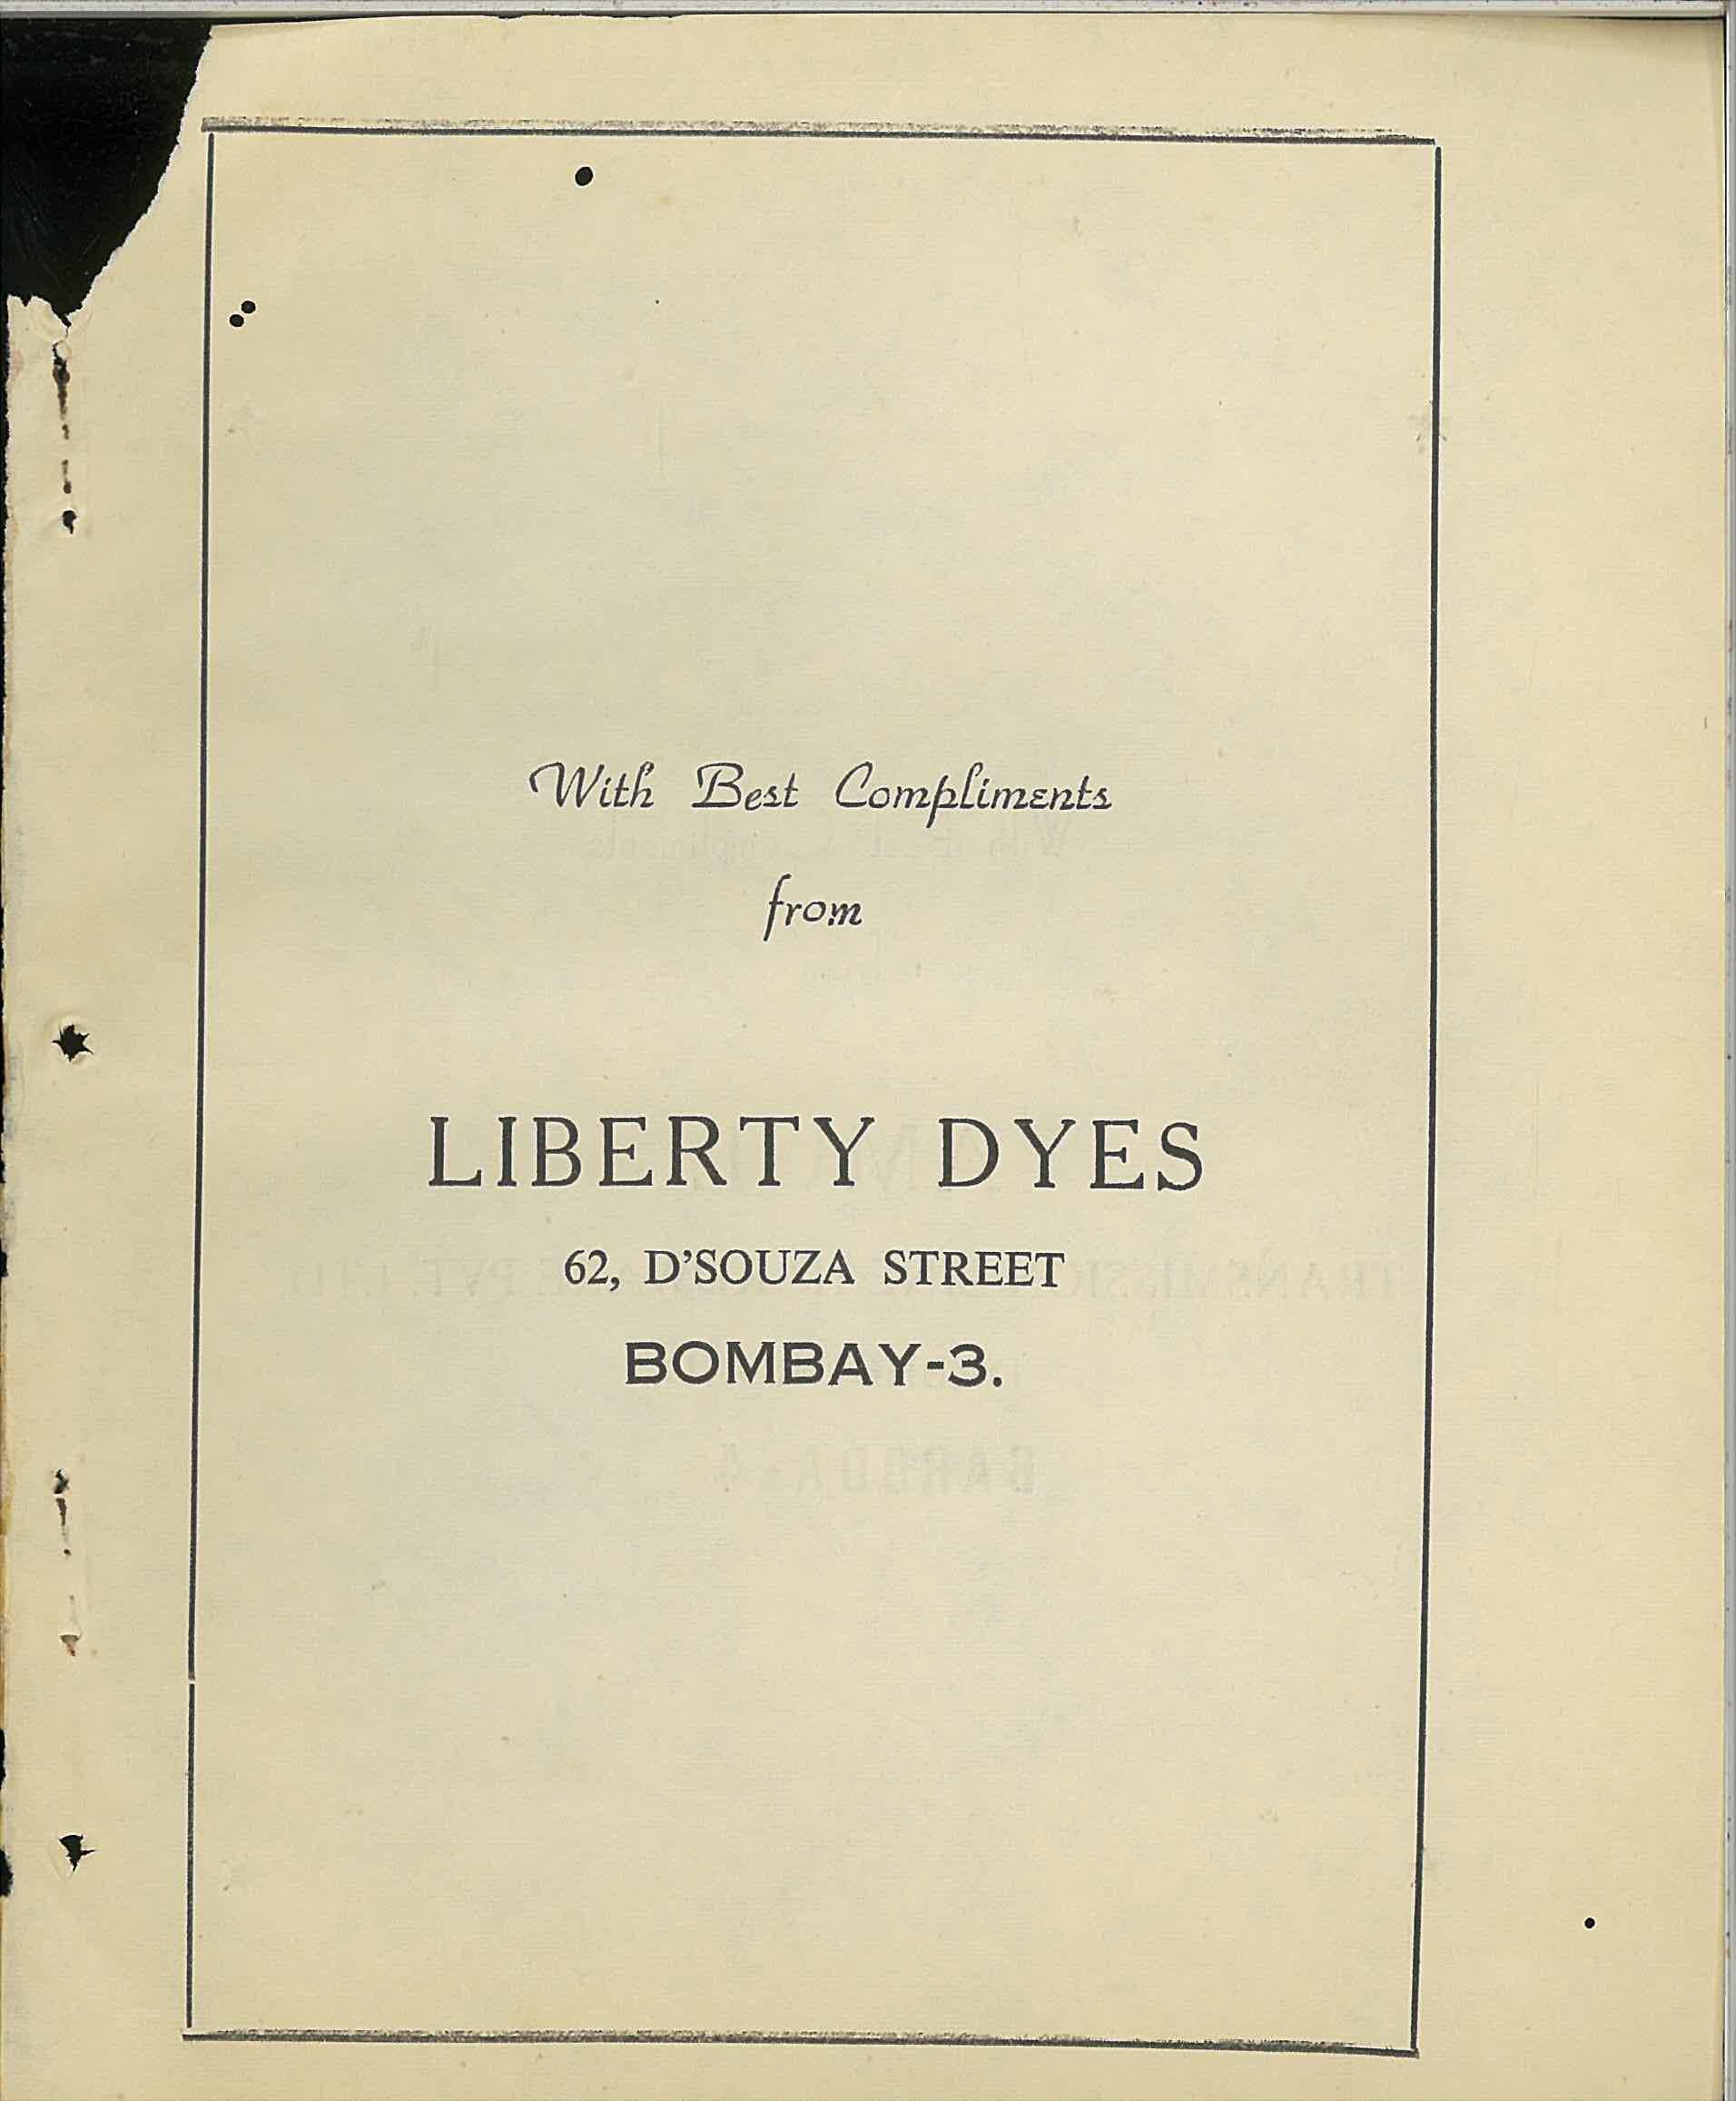 With Best Compliments
from
LIBERTY DYES
62, D'SOUZA STREET
BOMBAY-3.